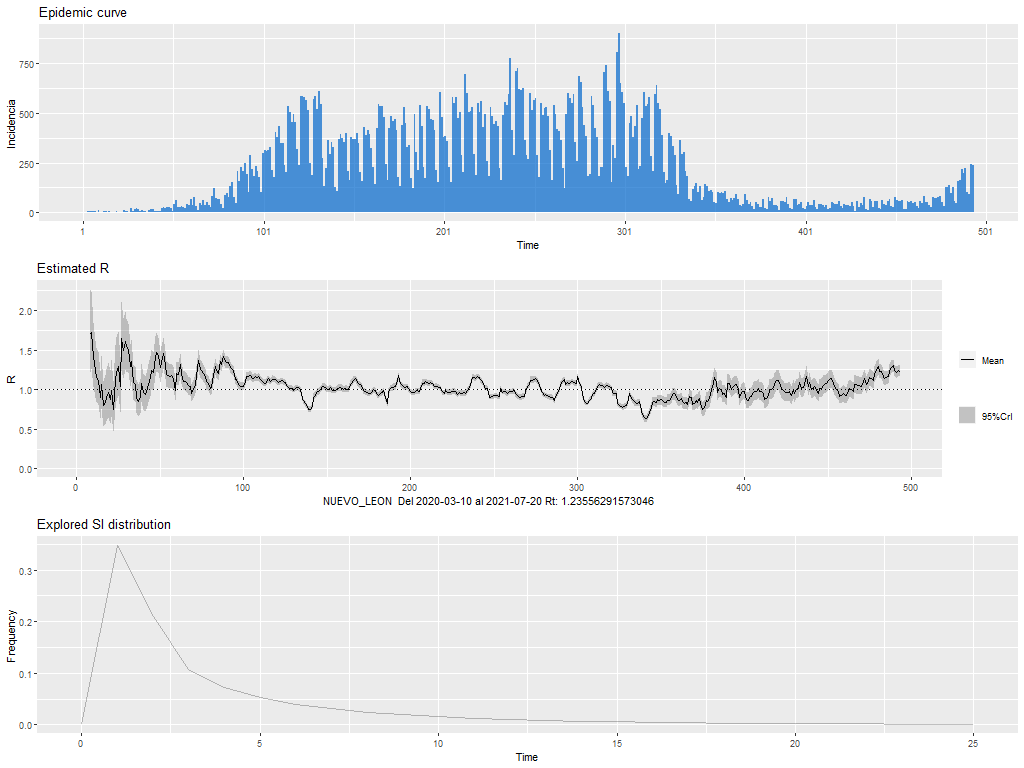 Epidemic curve
Incidencia
750
500
250
0
1
101
201
301
401
501
Time
Estimated R
R
2.0
1.5
1.0
0.5
0.0
0
100
200
300
400
500
Mean
95%CrI
NUEVO_LEON Del 2020-03-10 al 2021-07-20 Rt: 1.23556291573046
Explored SI distribution
Frequency
0.3
0.2
0.1
0.0
0
5
10
15
20
25
Time